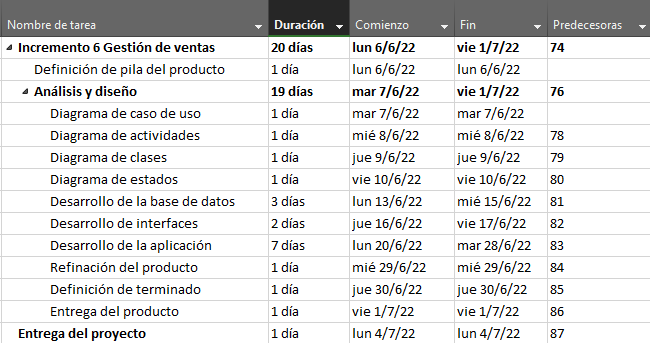 Nombre de tarea Duración Comienzo Fin Predecesoras
Incremento 6 Gestión de ventas 20 días lun 6/6/22 vie 1/7/22 74
Definición de pila del producto 1 día lun 6/6/22 lun 6/6/22
Análisis y diseño 19 días mar 7/6/22 vie 1/7/22 76
Diagrama de caso de uso 1 día mar 7/6/22 mar 7/6/22
Diagrama de actividades 1 día mié 8/6/22 mié 8/6/22 78
Diagrama de clases 1 día jue 9/6/22 jue 9/6/22 79
Diagrama de estados 1 día vie 10/6/22 vie 10/6/22 80
Desarrollo de la base de datos 3 días lun 13/6/22 mié 15/6/22 81
Desarrollo de interfaces 2 días jue 16/6/22 vie 17/6/22 82
Desarrollo de la aplicación 7 días lun 20/6/22 mar 28/6/22 83
Refinación del producto 1 día mié 29/6/22 mié 29/6/22 84
Definición de terminado 1 día jue 30/6/22 jue 30/6/22 85
Entrega del producto 1 día vie 1/7/22 vie 1/7/22 86
Entrega del proyecto 1 día lun 4/7/22 lun 4/7/22 87